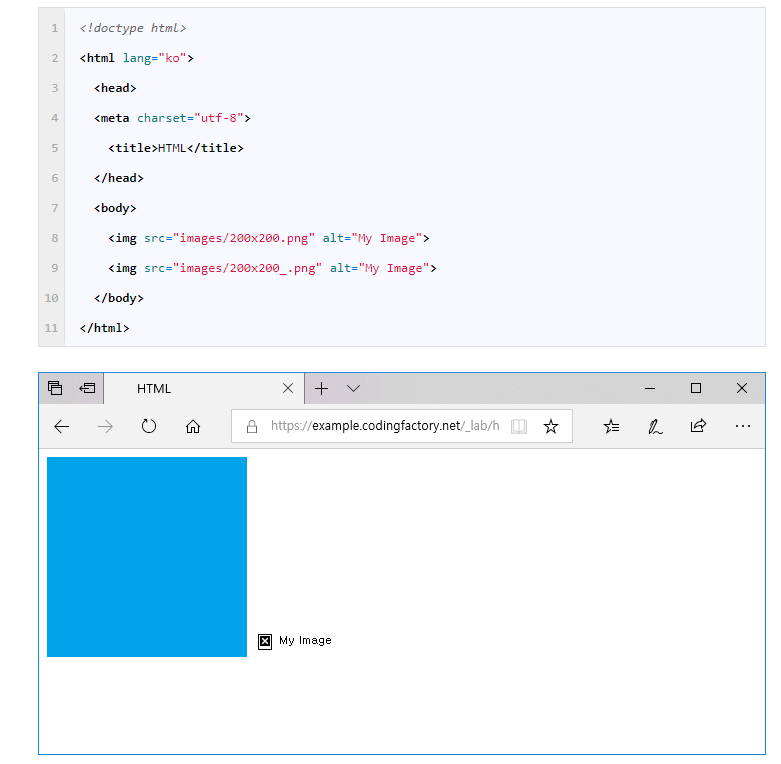 1 <!doctype html>
2 <html lang="ko">
3 <head>
4 <meta charset="utf-8">
5 <title>HTML</title>
6 </head>
7 <body>
8 <img src="images/200x200.png" alt="My Image">
9 <img src="images/200x200_.png" alt="My Image">
10 </body>
11 </html>
HTML
https://example.codingfactory.net/_lab/h
My Image